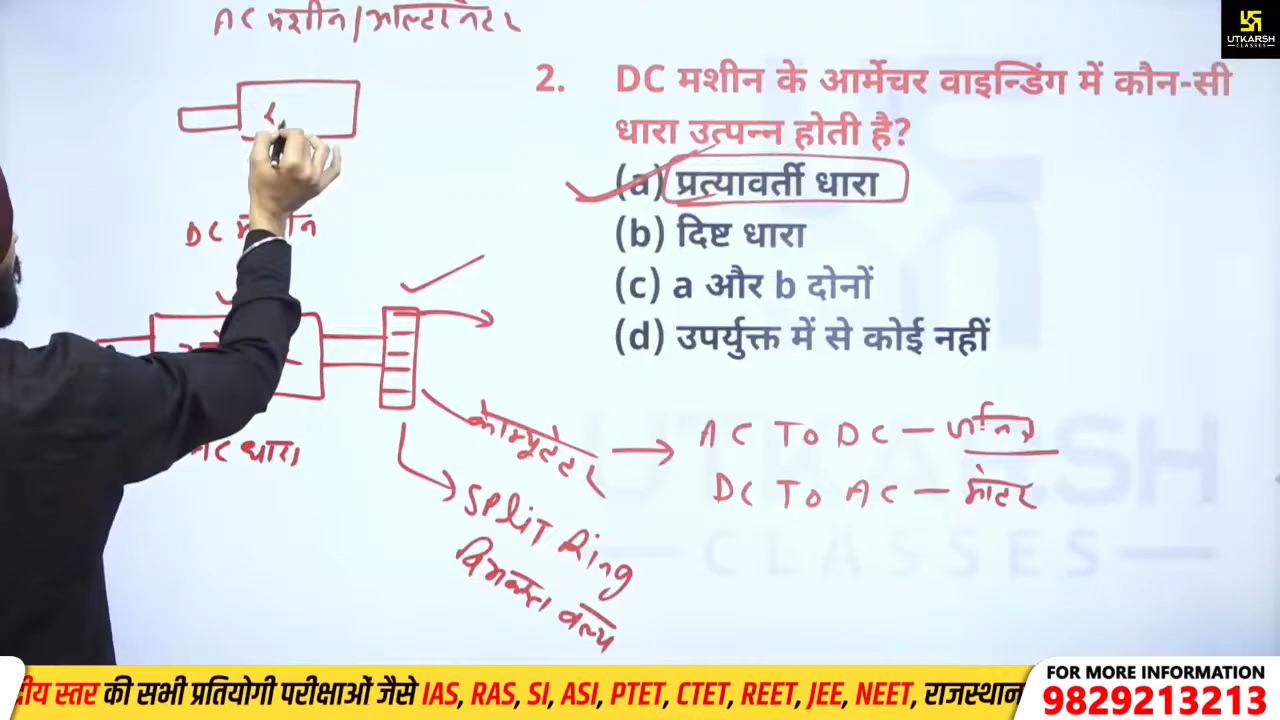 AC मशीन/अल्टरनेटर
UTKARSH
CLASSES
2. DC मशीन के आर्मेचर वाइन्डिंग में कौन-सी
धारा उत्पन्न होती है?
(a) प्रत्यावर्ती धारा
(b) दिष्ट धारा
(c) a और b दोनों
(d) उपर्युक्त में से कोई नहीं
DC
AC धारा
काम्यूटेटर
AC TO DC – जनित्र
DC TO AC – मोटर
SPLIT Ring
विभक्त वलय
UTKARSH
CLASSES
की सभी प्रतियोगी परीक्षाओं जैसे IAS, RAS, SI, ASI, PTET, CTET, REET, JEE, NEET, राजस्थान
FOR MORE INFORMATION
9829213213